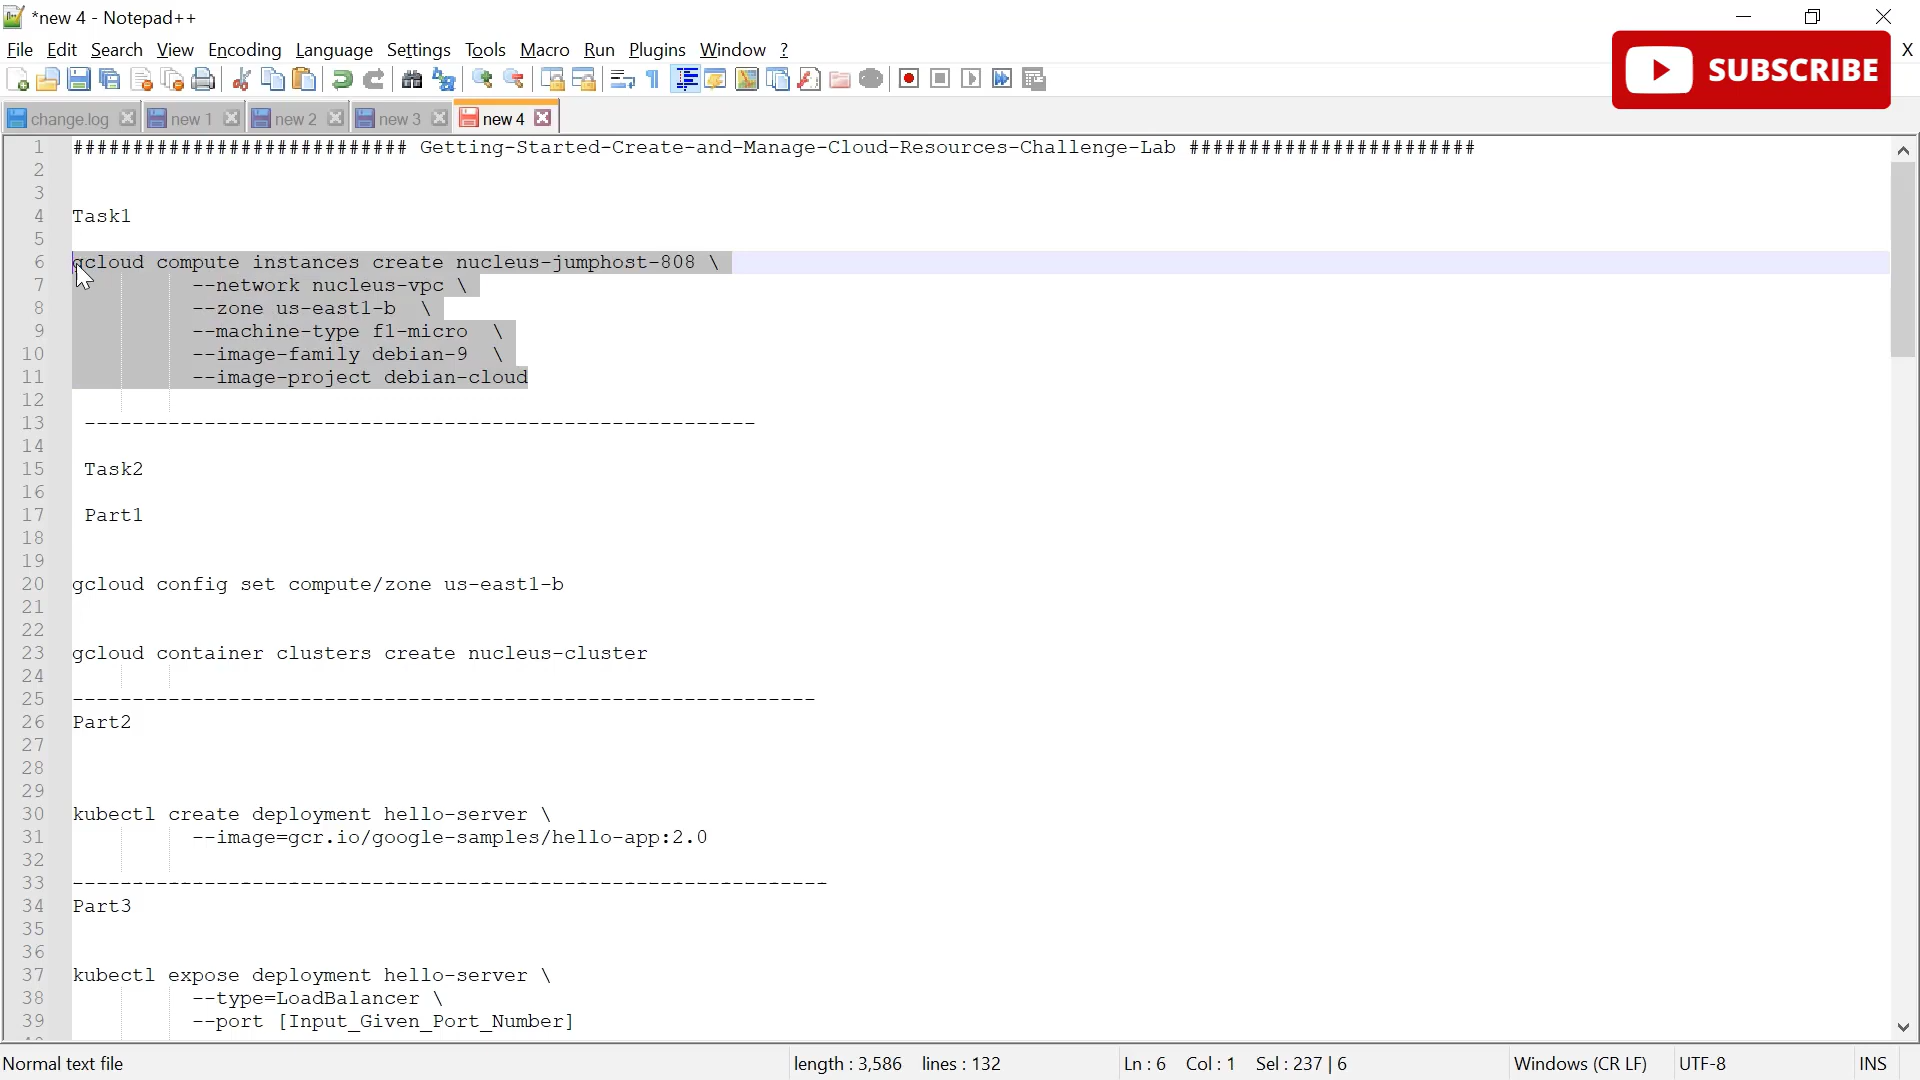 *new 4 - Notepad++
File Edit Search View Encoding Language Settings Tools Macro Run Plugins Window ? X
SUBSCRIBE
change.log new 1 new 2 new 3 new 4
1 ############################ Getting-Started-Create-and-Manage-Cloud-Resources-Challenge-Lab ########################
2
3
4 Task1
5
6 gcloud compute instances create nucleus-jumphost-808 \
7 --network nucleus-vpc \
8 --zone us-east1-b \
9 --machine-type f1-micro \
10 --image-family debian-9 \
11 --image-project debian-cloud
12
13 --------------------------------------------------------
14
15 Task2
16
17 Part1
18
19
20 gcloud config set compute/zone us-east1-b
21
22
23 gcloud container clusters create nucleus-cluster
24
25 --------------------------------------------------------------
26 Part2
27
28
29
30 kubectl create deployment hello-server \
31 --image=gcr.io/google-samples/hello-app:2.0
32
33 ---------------------------------------------------------------
34 Part3
35
36
37 kubectl expose deployment hello-server \
38 --type=LoadBalancer \
39 --port [Input_Given_Port_Number]
Normal text file length : 3,586 lines : 132 Ln : 6 Col : 1 Sel : 237 | 6 Windows (CR LF) UTF-8 INS